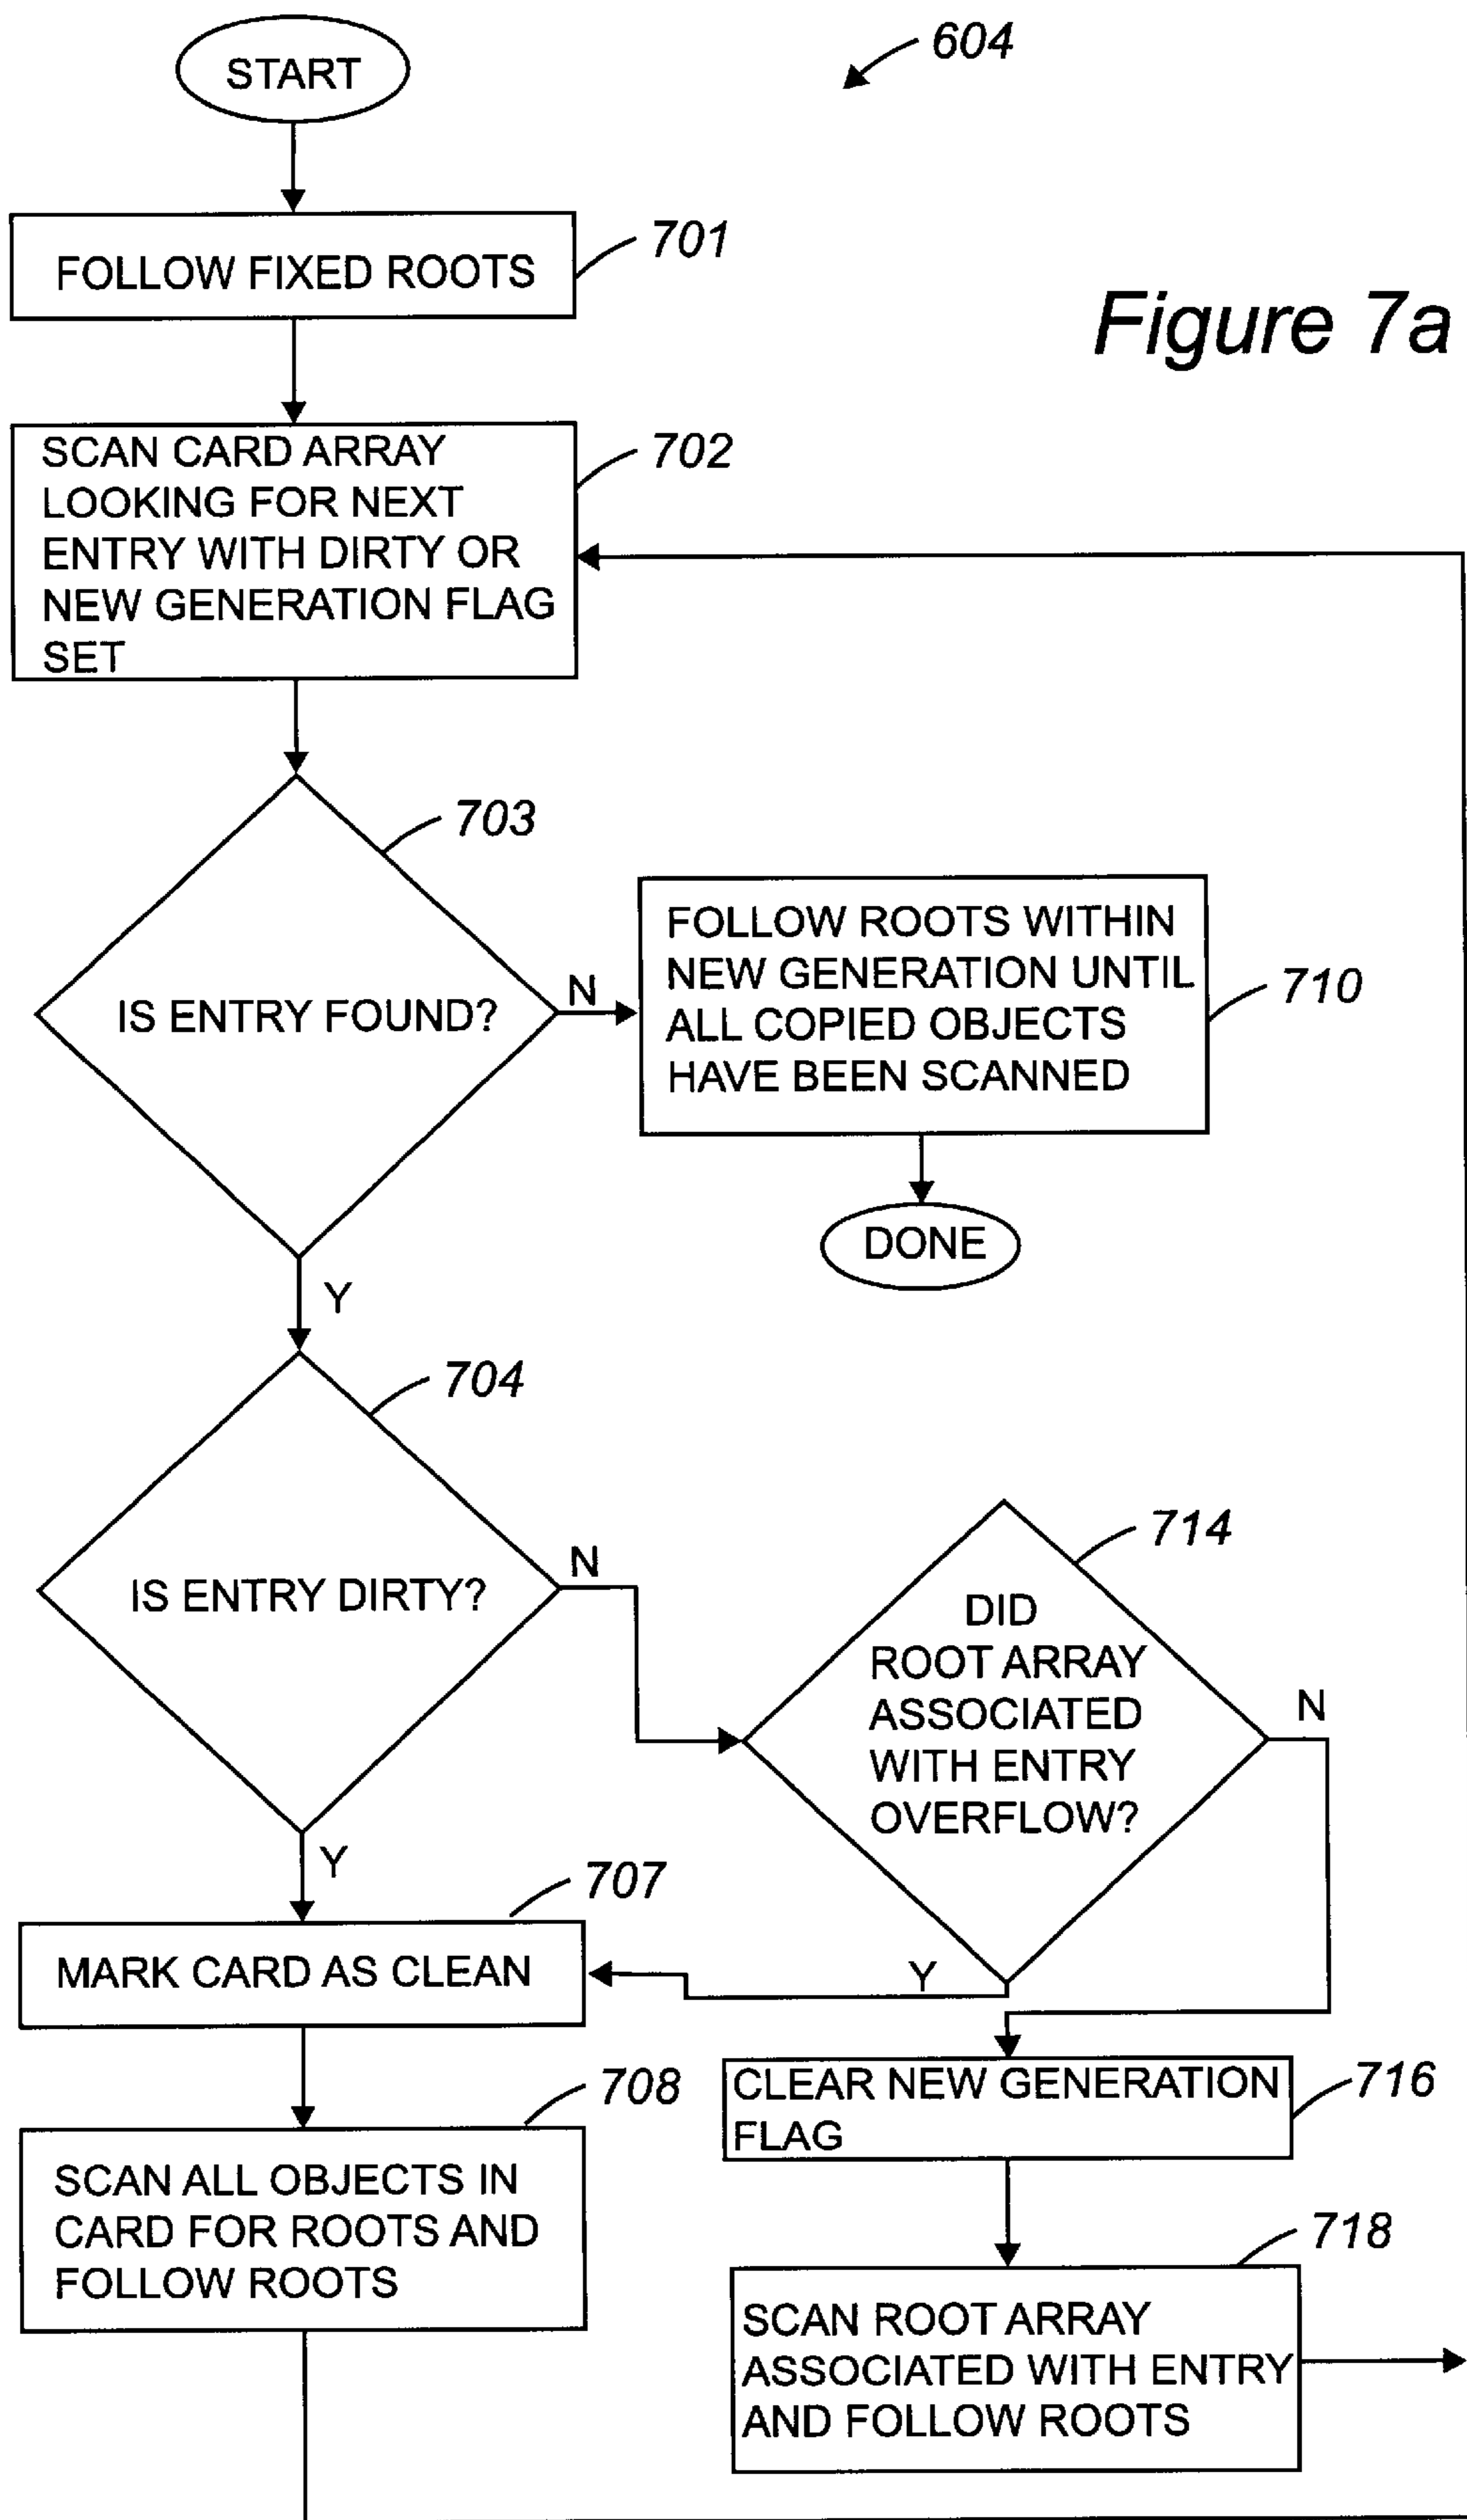 START
604
FOLLOW FIXED ROOTS
701
Figure 7a
SCAN CARD ARRAY
LOOKING FOR NEXT
ENTRY WITH DIRTY OR
NEW GENERATION FLAG
SET
702
703
IS ENTRY FOUND?
N
FOLLOW ROOTS WITHIN
NEW GENERATION UNTIL
ALL COPIED OBJECTS
HAVE BEEN SCANNED
710
DONE
Y
704
IS ENTRY DIRTY?
N
714
DID
ROOT ARRAY
ASSOCIATED
WITH ENTRY
OVERFLOW?
N
Y
Y
707
MARK CARD AS CLEAN
708
SCAN ALL OBJECTS IN
CARD FOR ROOTS AND
FOLLOW ROOTS
CLEAR NEW GENERATION
FLAG
716
718
SCAN ROOT ARRAY
ASSOCIATED WITH ENTRY
AND FOLLOW ROOTS